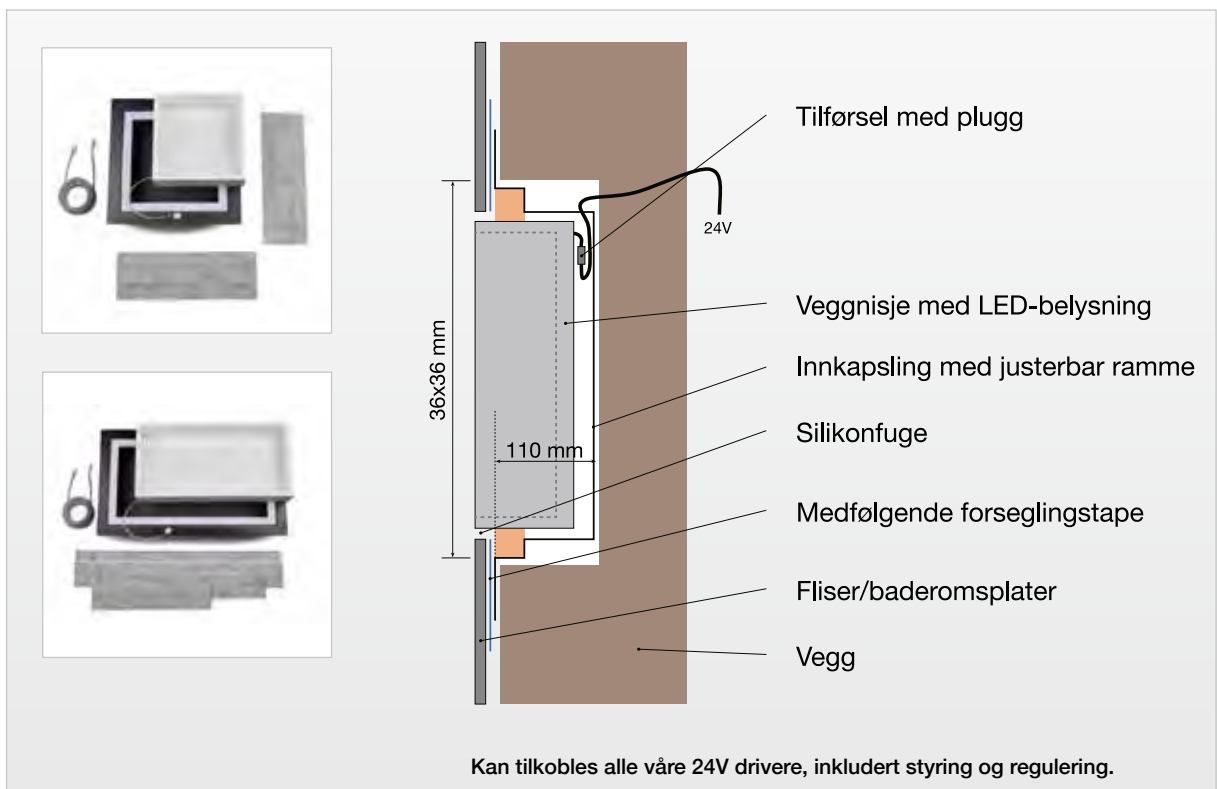 Tilførsel med plugg
24V
Veggnisje med LED-belysning
36x36 mm
Innkapsling med justerbar ramme
Silikonfuge
110 mm
Medfølgende forseglingstape
Fliser/baderomsplater
Vegg
Kan tilkobles alle våre 24V drivere, inkludert styring og regulering.